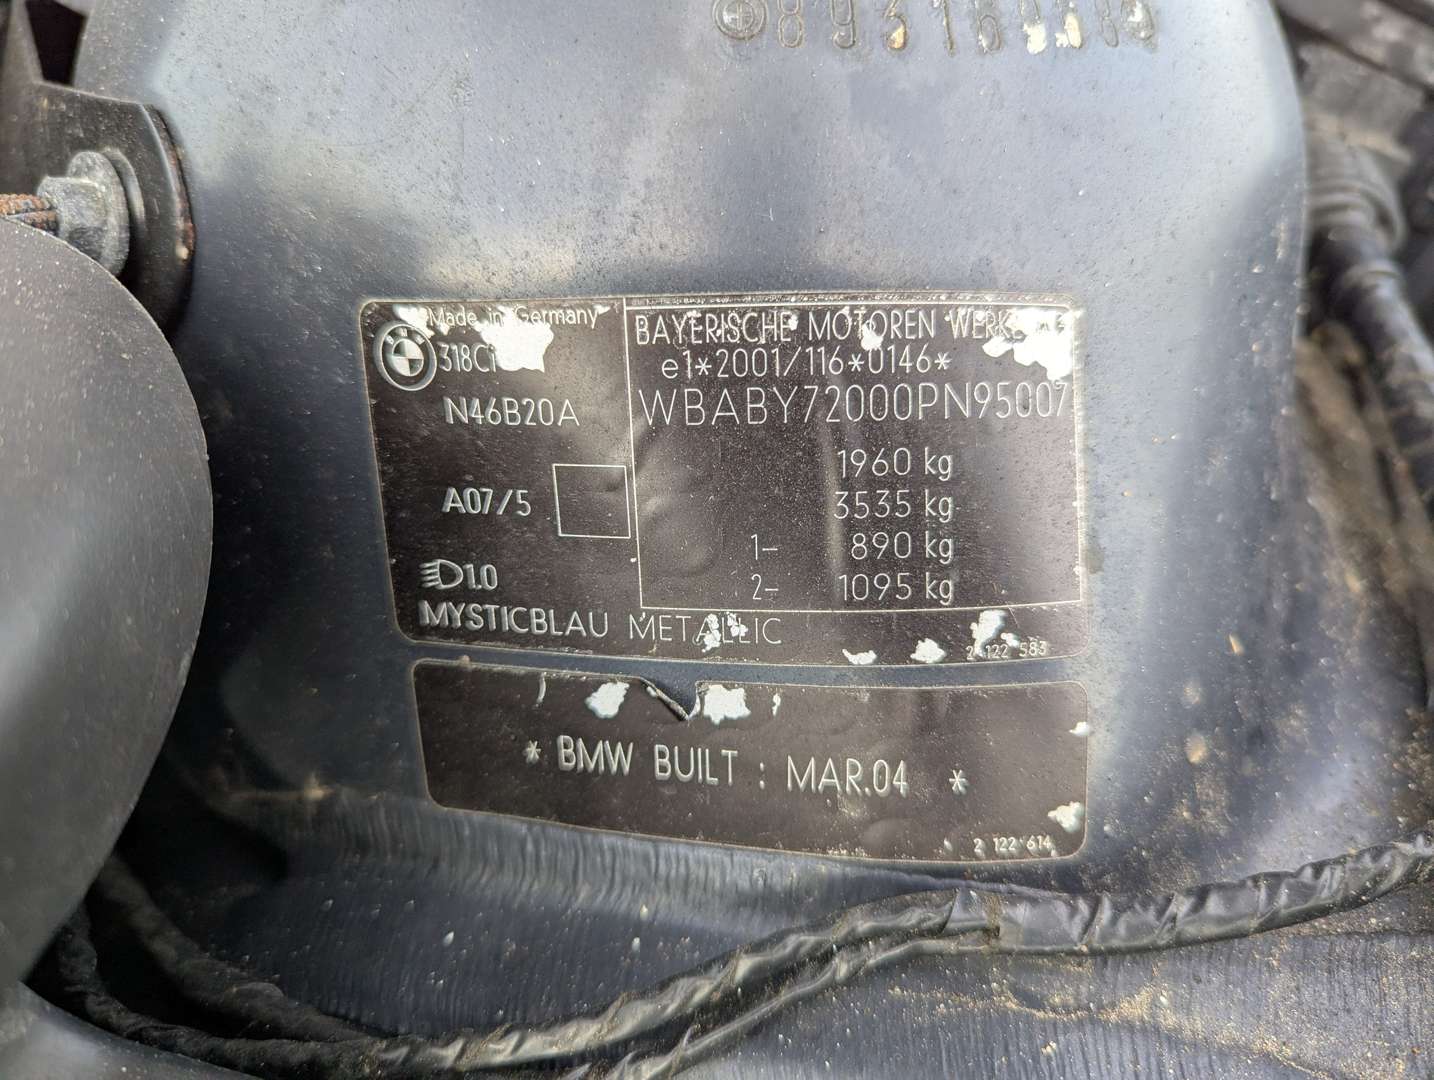 Made in Germany
318Ci
N46B20A
A07/5
1.0
MYSTICBLAU METALLIC
BAYERISCHE MOTOREN WERKE AG
e1*2001/116*0146*
WBABY72000PN95007
1960 kg
3535 kg
1- 890 kg
2- 1095 kg
2 122 583
* BMW BUILT : MAR.04 *
2 122 614